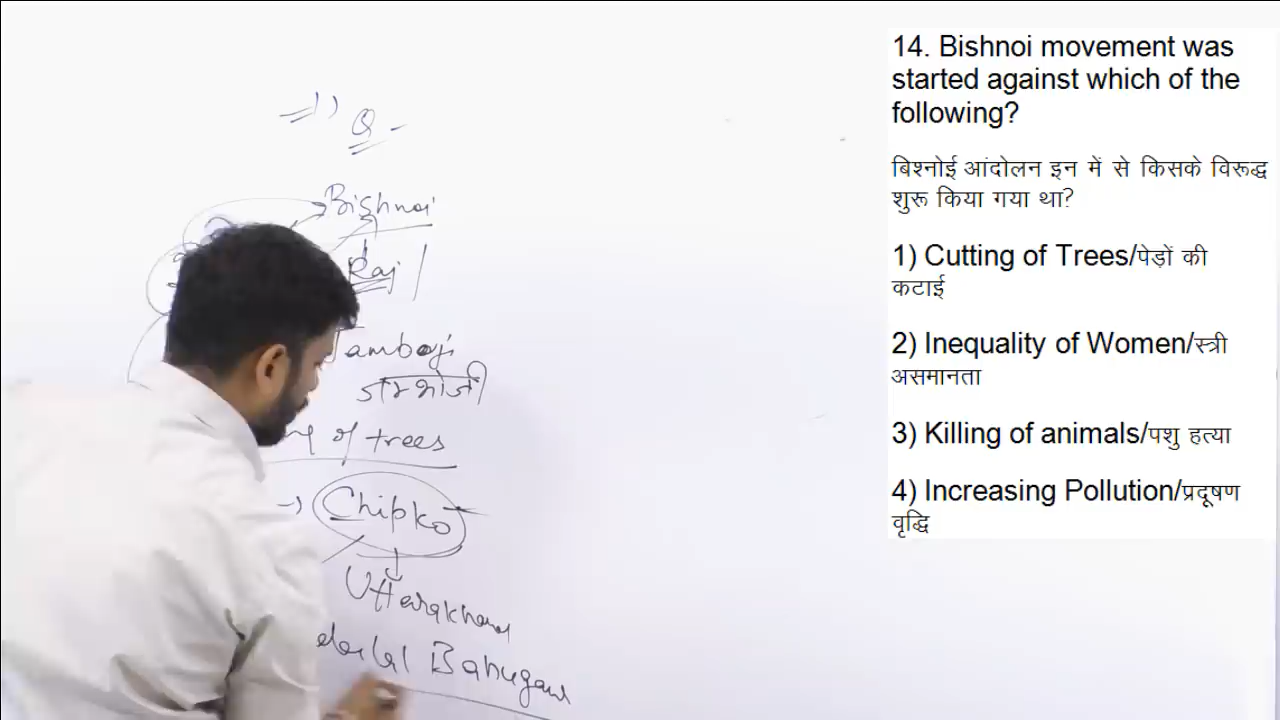 Q -
Bishnoi
Raj
Jamboji
जाम्भोजी
of trees
Chipko
Uttarakhand
14. Bishnoi movement was
started against which of the
following?
बिश्नोई आंदोलन इन में से किसके विरूद्ध
शुरू किया गया था?
1) Cutting of Trees/पेड़ों की
कटाई
2) Inequality of Women/स्त्री
असमानता
3) Killing of animals/पशु हत्या
4) Increasing Pollution/प्रदूषण
वृद्धि